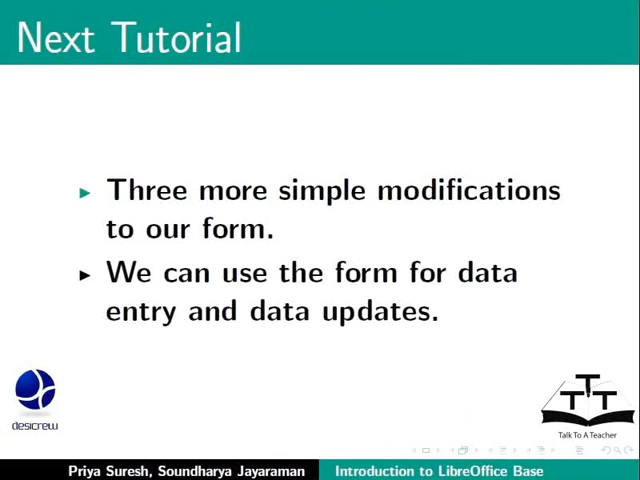 Next Tutorial
Three more simple modifications
to our form.
We can use the form for data
entry and data updates.
desicrew
T
T T
Talk To A Teacher
Priya Suresh, Soundharya Jayaraman
Introduction to LibreOffice Base